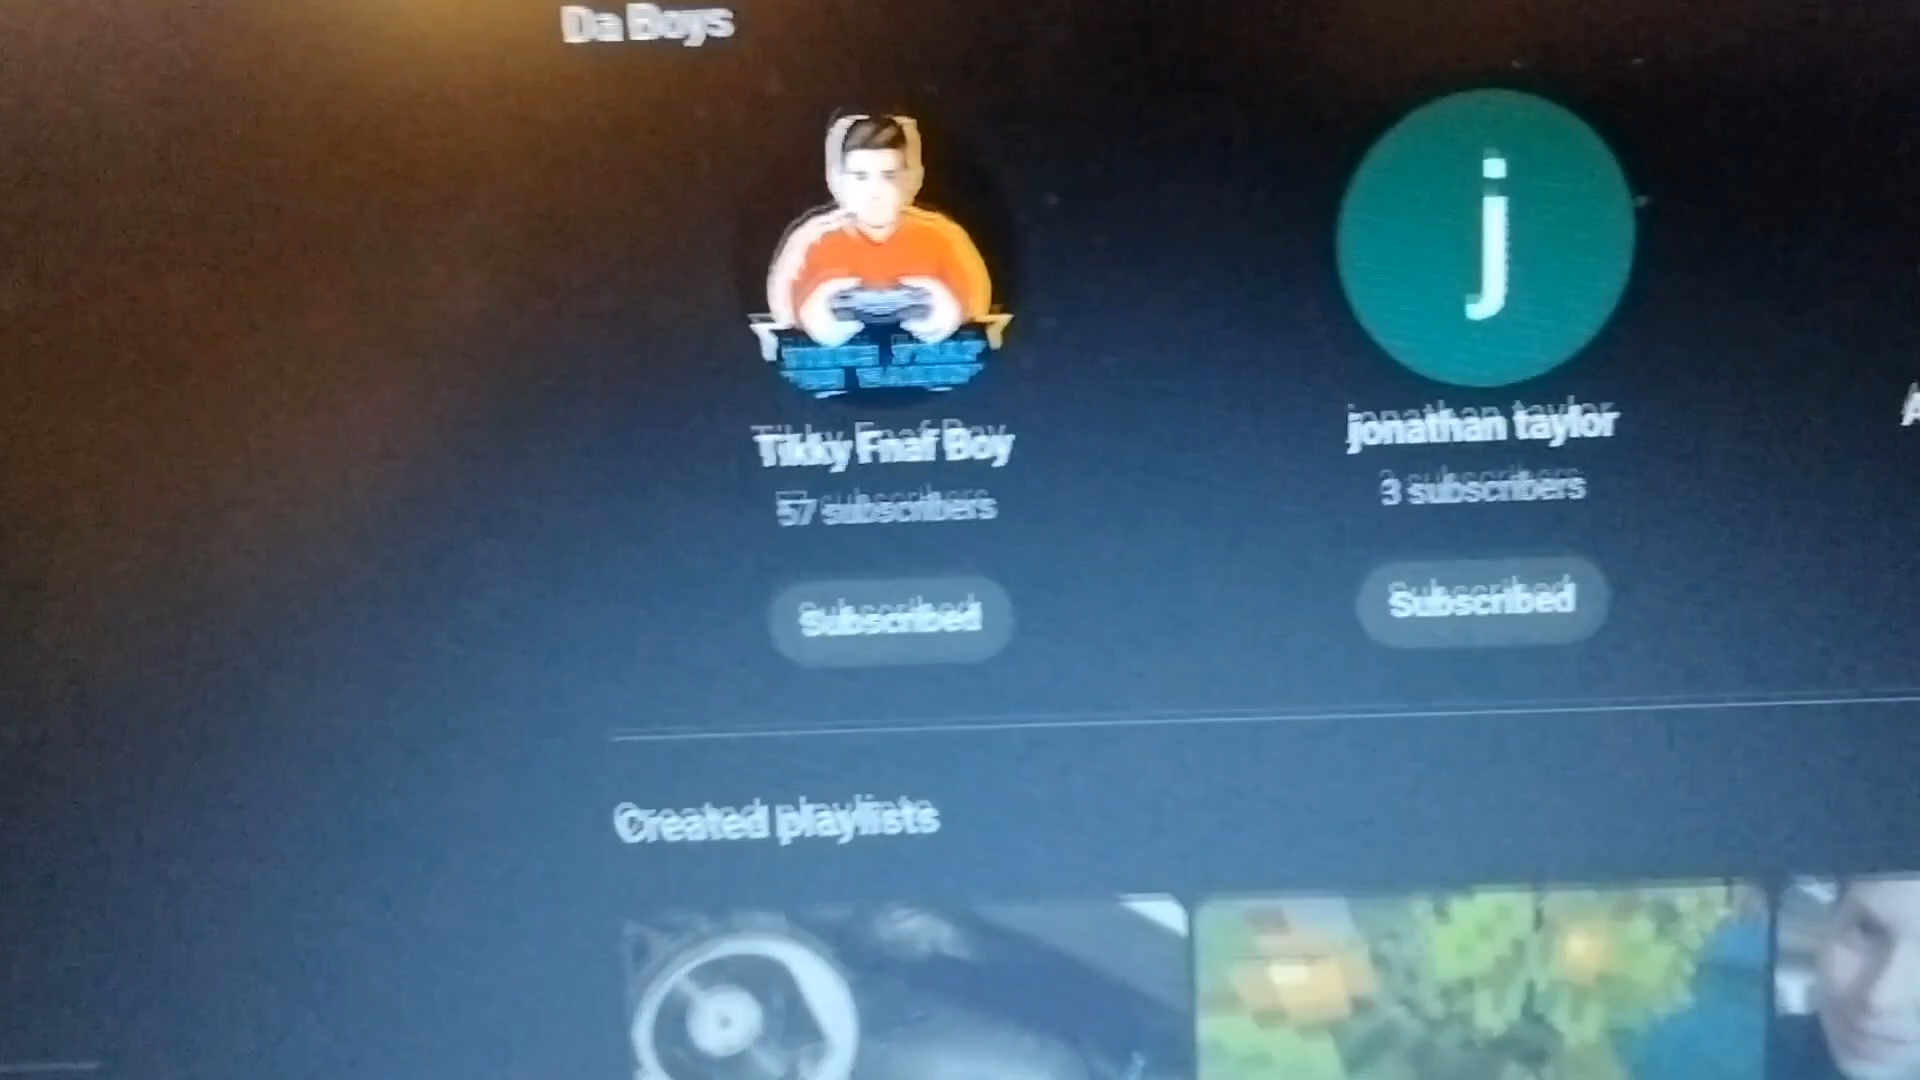 Da Boys
j
Tikky Fnaf Boy
jonathan taylor
57 subscribers
3 subscribers
Subscribed
Subscribed
Created playlists